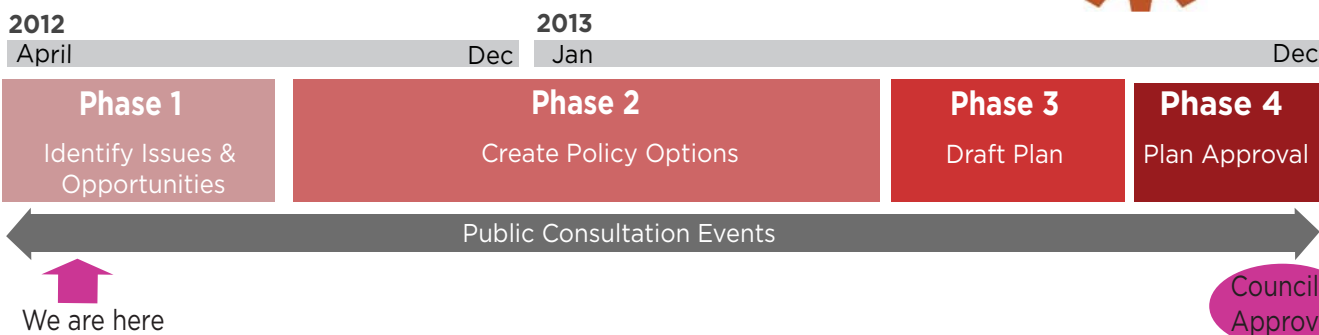 2012
2013
April
Dec
Jan
Dec
Phase 1
Phase 2
Phase 3
Phase 4
Identify Issues &
Opportunities
Create Policy Options
Draft Plan
Plan Approval
Public Consultation Events
We are here
Council
Approv